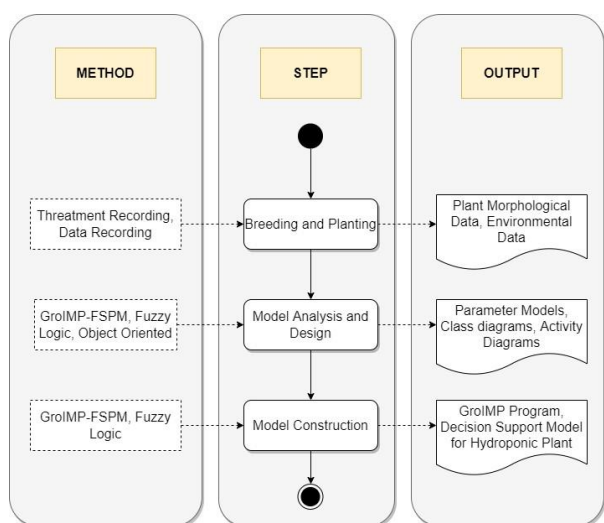 METHOD
STEP
OUTPUT
Threatment Recording,
Data Recording
Breeding and Planting
Plant Morphological
Data, Environmental
Data
GroIMP-FSPM, Fuzzy
Logic, Object Oriented
Model Analysis and
Design
Parameter Models,
Class diagrams, Activity
Diagrams
GroIMP-FSPM, Fuzzy
Logic
Model Construction
GroIMP Program,
Decision Support Model
for Hydroponic Plant